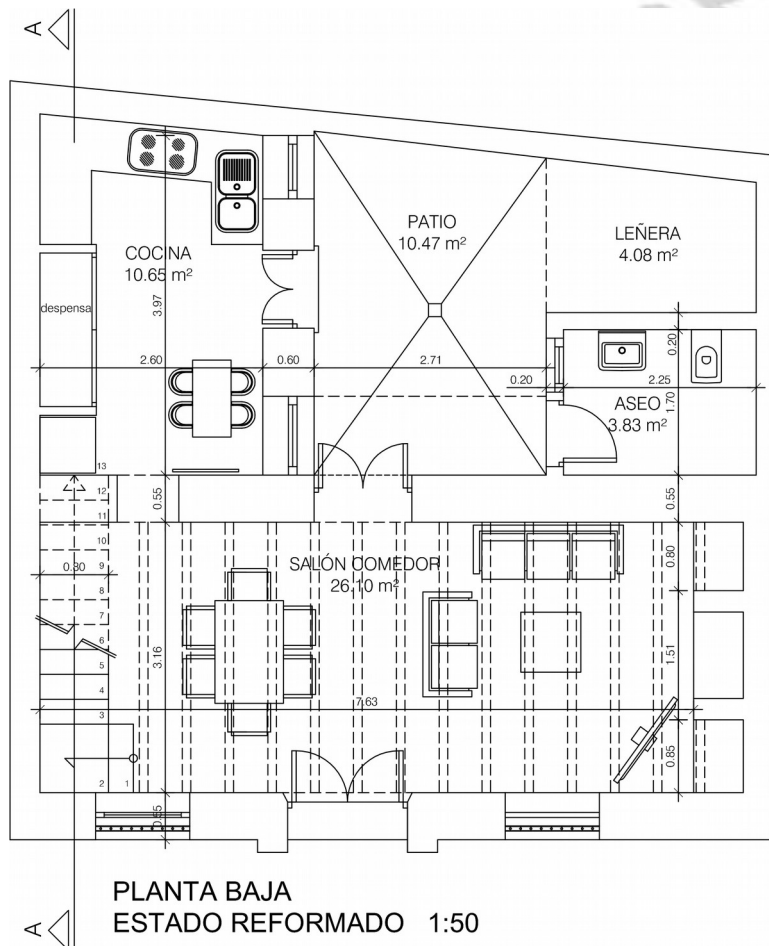 A
PATIO
10.47 m²
LEÑERA
4.08 m²
COCINA
10.65 m²
3.97
despensa
2.60
0.60
2.71
0.20
0.20
2.25
ASEO
3.83 m²
1.70
13
12
11
10
9
8
7
6
5
4
3
2
1
0.55
0.55
0.80
SALÓN COMEDOR
26.10 m²
0.80
3.16
1.51
7.63
0.85
0.55
PLANTA BAJA
ESTADO REFORMADO 1:50
A